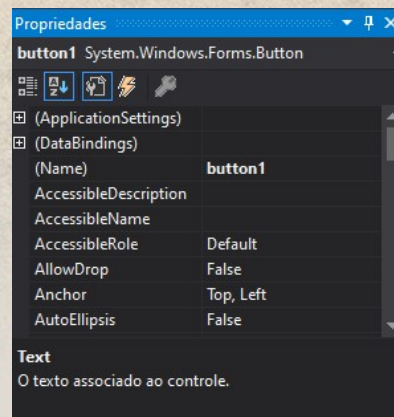 Propriedades
button1 System.Windows.Forms.Button
(ApplicationSettings)
(DataBindings)
(Name) button1
AccessibleDescription
AccessibleName
AccessibleRole Default
AllowDrop False
Anchor Top, Left
AutoEllipsis False
Text
O texto associado ao controle.